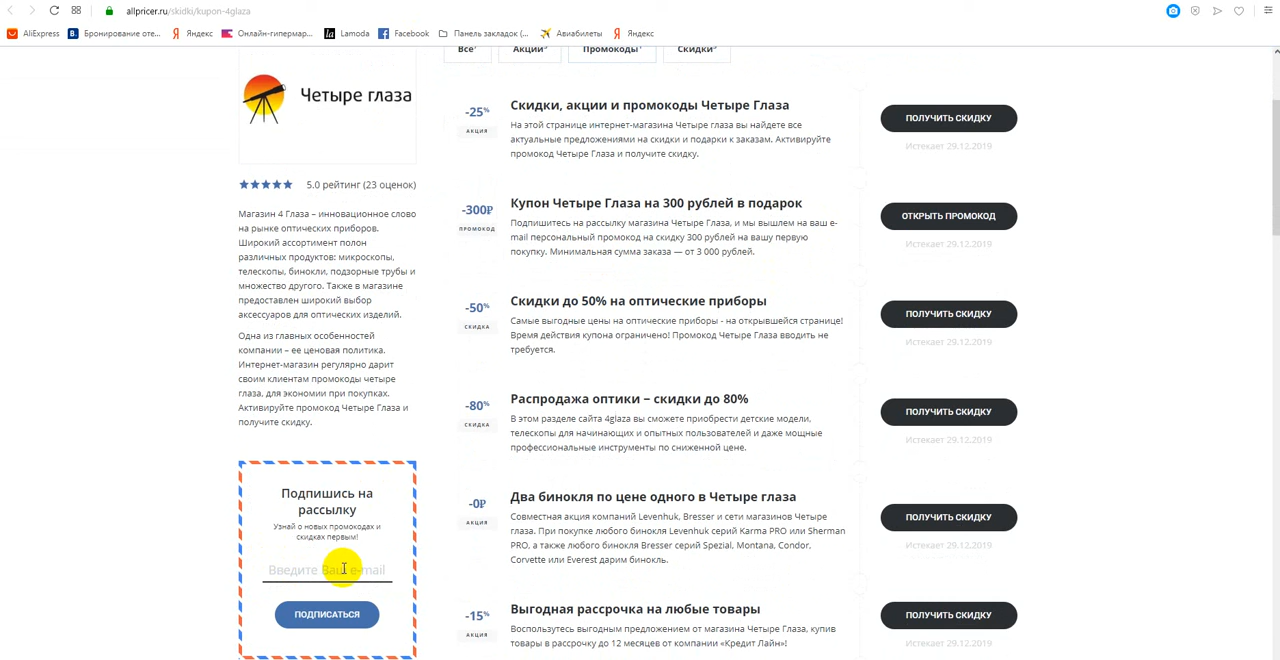 allpricer.ru/skidki/kupon-4glaza
AliExpress
Бронирование оте...
Яндекс
Онлайн-гипермар...
Lamoda
Facebook
Панель закладок (...
Авиабилеты
Яндекс
Все
Акции
Промокоды
Скидки
Четыре глаза
5.0 рейтинг (23 оценок)
Магазин 4 Глаза – инновационное слово
на рынке оптических приборов.
Широкий ассортимент полон
различных продуктов: микроскопы,
телескопы, бинокли, подзорные трубы и
множество другого. Также в магазине
предоставлен широкий выбор
аксессуаров для оптических изделий.
Одна из главных особенностей
компании – ее ценовая политика.
Интернет-магазин регулярно дарит
своим клиентам промокоды четыре
глаза, для экономии при покупках.
Активируйте промокод Четыре Глаза и
получите скидку.
Подпишись на
рассылку
Узнай о новых промокодах и
скидках первым!
Введите Ваш e-mail
ПОДПИСАТЬСЯ
-25%
АКЦИЯ
Скидки, акции и промокоды Четыре Глаза
На этой странице интернет-магазина Четыре глаза вы найдете все
актуальные предложениями на скидки и подарки к заказам. Активируйте
промокод Четыре Глаза и получите скидку.
ПОЛУЧИТЬ СКИДКУ
Истекает 29.12.2019
-300₽
ПРОМОКОД
Купон Четыре Глаза на 300 рублей в подарок
Подпишитесь на рассылку магазина Четыре Глаза, и мы вышлем на ваш e-
mail персональный промокод на скидку 300 рублей на вашу первую
покупку. Минимальная сумма заказа — от 3 000 рублей.
ОТКРЫТЬ ПРОМОКОД
Истекает 29.12.2019
-50%
СКИДКА
Скидки до 50% на оптические приборы
Самые выгодные цены на оптические приборы - на открывшейся странице!
Время действия купона ограничено! Промокод Четыре Глаза вводить не
требуется.
ПОЛУЧИТЬ СКИДКУ
Истекает 29.12.2019
-80%
СКИДКА
Распродажа оптики – скидки до 80%
В этом разделе сайта 4glaza вы сможете приобрести детские модели,
телескопы для начинающих и опытных пользователей и даже мощные
профессиональные инструменты по сниженной цене.
ПОЛУЧИТЬ СКИДКУ
Истекает 29.12.2019
-0₽
АКЦИЯ
Два бинокля по цене одного в Четыре глаза
Совместная акция компаний Levenhuk, Bresser и сети магазинов Четыре
глаза. При покупке любого бинокля Levenhuk серий Karma PRO или Sherman
PRO, а также любого бинокля Bresser серий Spezial, Montana, Condor,
Corvette или Everest дарим бинокль.
ПОЛУЧИТЬ СКИДКУ
Истекает 29.12.2019
-15%
АКЦИЯ
Выгодная рассрочка на любые товары
Воспользуйтесь выгодным предложением от магазина Четыре Глаза, купив
товары в рассрочку до 12 месяцев от компании «Кредит Лайн»!
ПОЛУЧИТЬ СКИДКУ
Истекает 29.12.2019